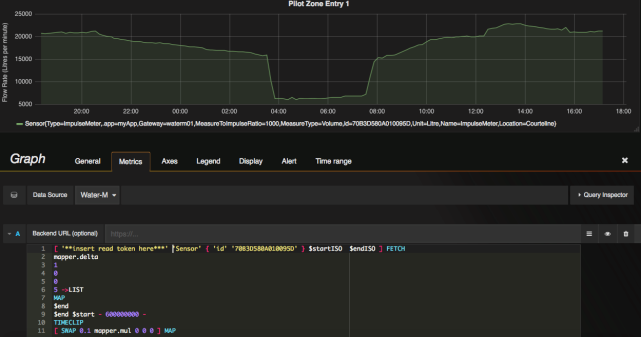 Pilot Zone Entry 1
25000
20000
15000
10000
5000
Flow Rate (Litres per minute)
20:00 22:00 00:00 02:00 04:00 06:00 08:00 10:00 12:00 14:00 16:00 18:00
Sensor{Type=ImpulseMeter,.app=myApp,Gateway=waterm01,MeasureToImpulseRatio=1000,MeasureType=Volume,id=70B3D580A010095D,Unit=Litre,Name=ImpulseMeter,Location=Courteline}
Graph General Metrics Axes Legend Display Alert Time range ×
Data Source Water-M Query Inspector
A Backend URL (optional) https://...
1 [ '**insert read token here***' 'Sensor' { 'id' '70B3D580A010095D' } $startISO $endISO ] FETCH
2 mapper.delta
3 1
4 0
5 0
6 5 ->LIST
7 MAP
8 $end
9 $end $start - 600000000 -
10 TIMECLIP
11 [ SWAP 0.1 mapper.mul 0 0 0 ] MAP